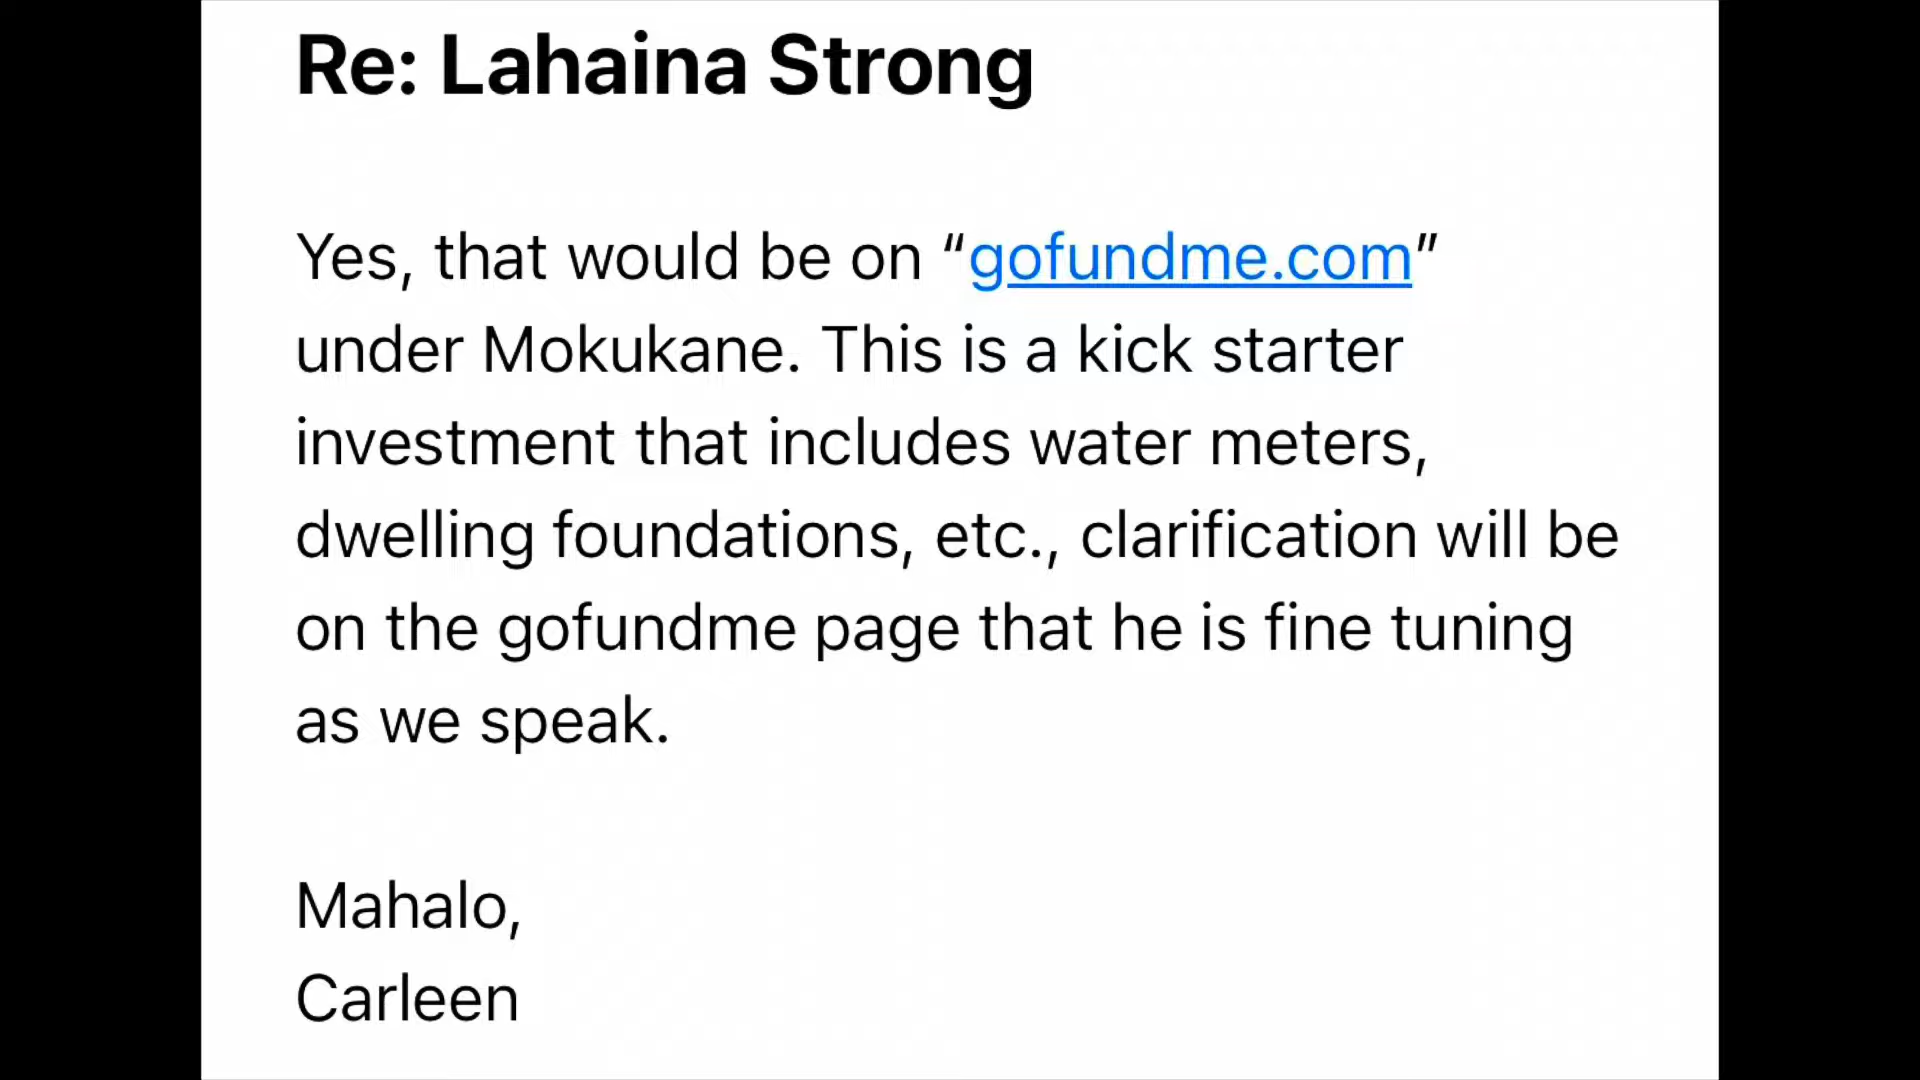 Re: Lahaina Strong
Yes, that would be on “gofundme.com”
under Mokukane. This is a kick starter
investment that includes water meters,
dwelling foundations, etc., clarification will be
on the gofundme page that he is fine tuning
as we speak.
Mahalo,
Carleen